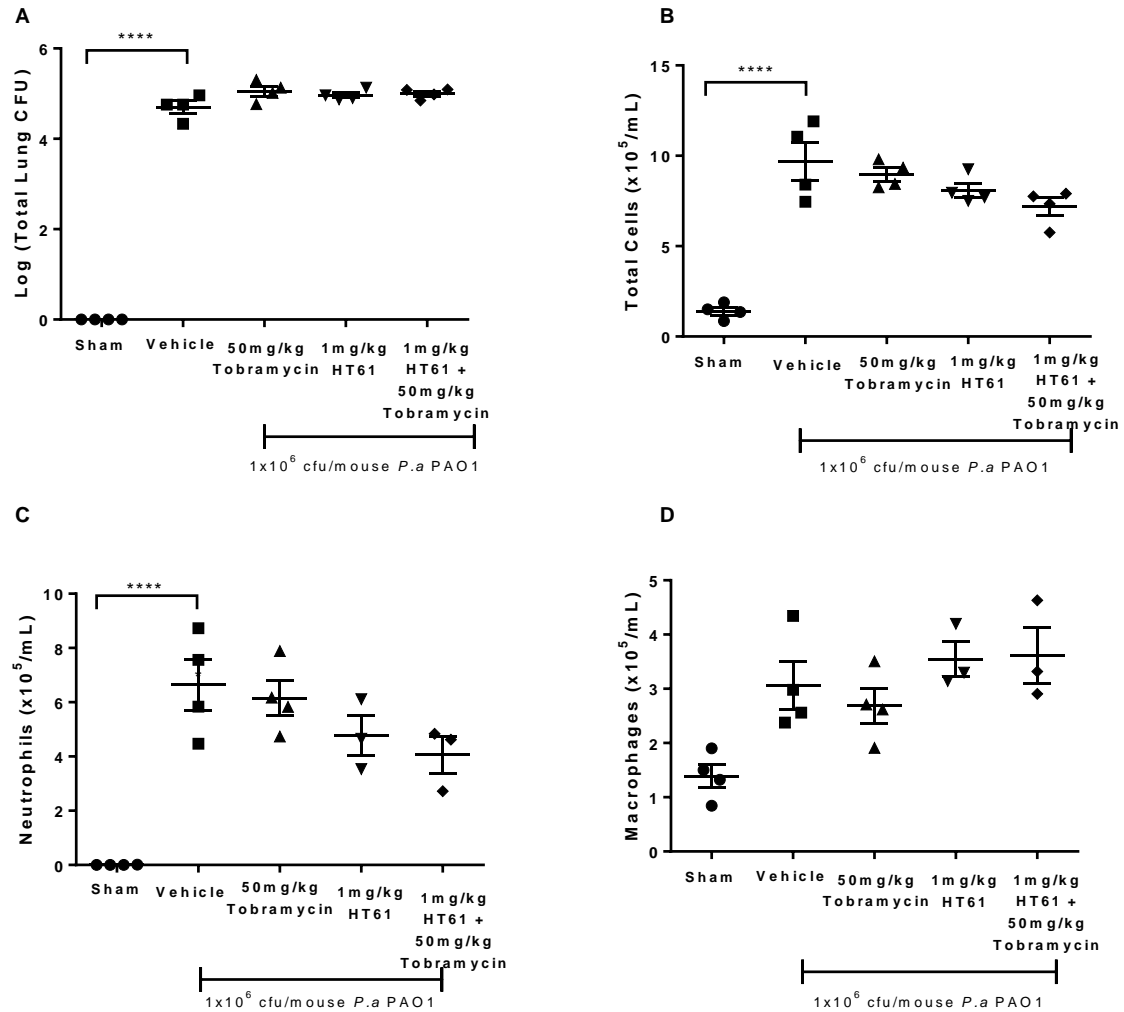 A
****
Log (Total Lung CFU)
6
4
2
0
Sham
Vehicle
50mg/kg
Tobramycin
1mg/kg
HT61
1mg/kg
HT61 +
50mg/kg
Tobramycin
1x10⁶ cfu/mouse P.a PAO1
B
****
Total Cells (x10⁵/mL)
15
10
5
0
Sham
Vehicle
50mg/kg
Tobramycin
1mg/kg
HT61
1mg/kg
HT61 +
50mg/kg
Tobramycin
1x10⁶ cfu/mouse P.a PAO1
C
****
Neutrophils (x10⁵/mL)
10
8
6
4
2
0
Sham
Vehicle
50mg/kg
Tobramycin
1mg/kg
HT61
1mg/kg
HT61 +
50mg/kg
Tobramycin
1x10⁶ cfu/mouse P.a PAO1
D
Macrophages (x10⁵/mL)
5
4
3
2
1
0
Sham
Vehicle
50mg/kg
Tobramycin
1mg/kg
HT61
1mg/kg
HT61 +
50mg/kg
Tobramycin
1x10⁶ cfu/mouse P.a PAO1